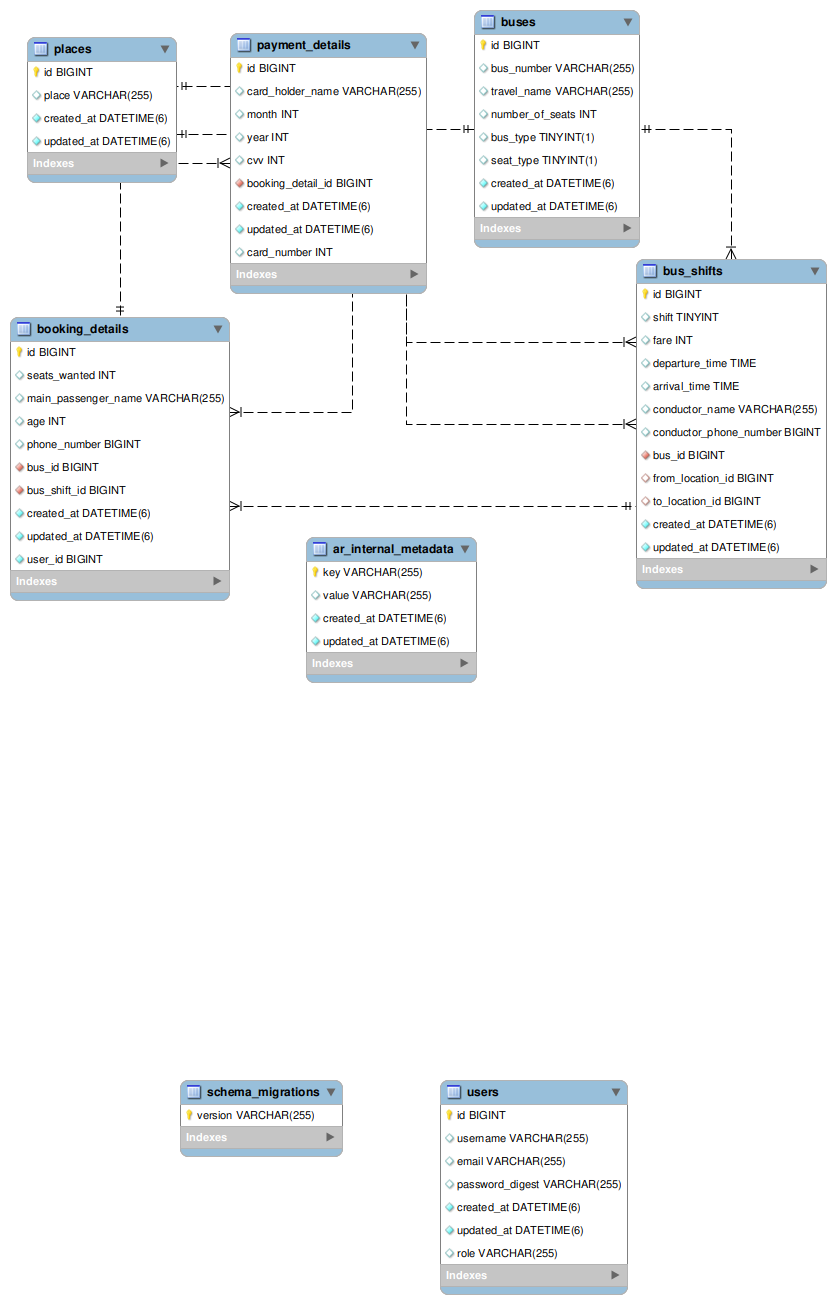 places
id BIGINT
place VARCHAR(255)
created_at DATETIME(6)
updated_at DATETIME(6)
Indexes
payment_details
id BIGINT
card_holder_name VARCHAR(255)
month INT
year INT
cvv INT
booking_detail_id BIGINT
created_at DATETIME(6)
updated_at DATETIME(6)
card_number INT
Indexes
buses
id BIGINT
bus_number VARCHAR(255)
travel_name VARCHAR(255)
number_of_seats INT
bus_type TINYINT(1)
seat_type TINYINT(1)
created_at DATETIME(6)
updated_at DATETIME(6)
Indexes
bus_shifts
id BIGINT
shift TINYINT
fare INT
departure_time TIME
arrival_time TIME
conductor_name VARCHAR(255)
conductor_phone_number BIGINT
bus_id BIGINT
from_location_id BIGINT
to_location_id BIGINT
created_at DATETIME(6)
updated_at DATETIME(6)
Indexes
booking_details
id BIGINT
seats_wanted INT
main_passenger_name VARCHAR(255)
age INT
phone_number BIGINT
bus_id BIGINT
bus_shift_id BIGINT
created_at DATETIME(6)
updated_at DATETIME(6)
user_id BIGINT
Indexes
ar_internal_metadata
key VARCHAR(255)
value VARCHAR(255)
created_at DATETIME(6)
updated_at DATETIME(6)
Indexes
schema_migrations
version VARCHAR(255)
Indexes
users
id BIGINT
username VARCHAR(255)
email VARCHAR(255)
password_digest VARCHAR(255)
created_at DATETIME(6)
updated_at DATETIME(6)
role VARCHAR(255)
Indexes